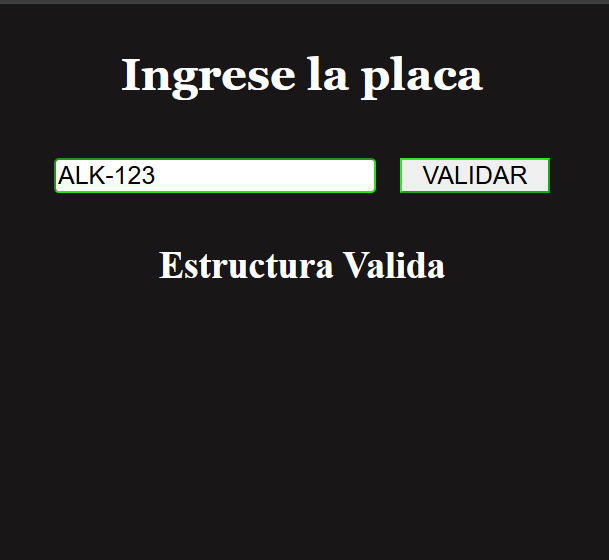 Ingrese la placa
ALK-123 VALIDAR
Estructura Valida